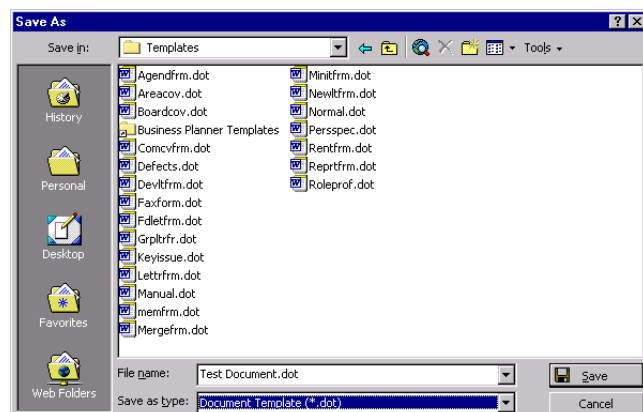 Save As
Save in: Templates Tools
Agendfrm.dot
Areacov.dot
Boardcov.dot
Business Planner Templates
Comcvfrm.dot
Defects.dot
Devltfrm.dot
Faxform.dot
Fdletfrm.dot
Grpltrfr.dot
Keyissue.dot
Lettrfrm.dot
Manual.dot
memfrm.dot
Mergefrm.dot
Minitfrm.dot
Newltfrm.dot
Normal.dot
Persspec.dot
Rentfrm.dot
Reprtfrm.dot
Roleprof.dot
History
Personal
Desktop
Favorites
Web Folders
File name: Test Document.dot Save
Save as type: Document Template (*.dot) Cancel